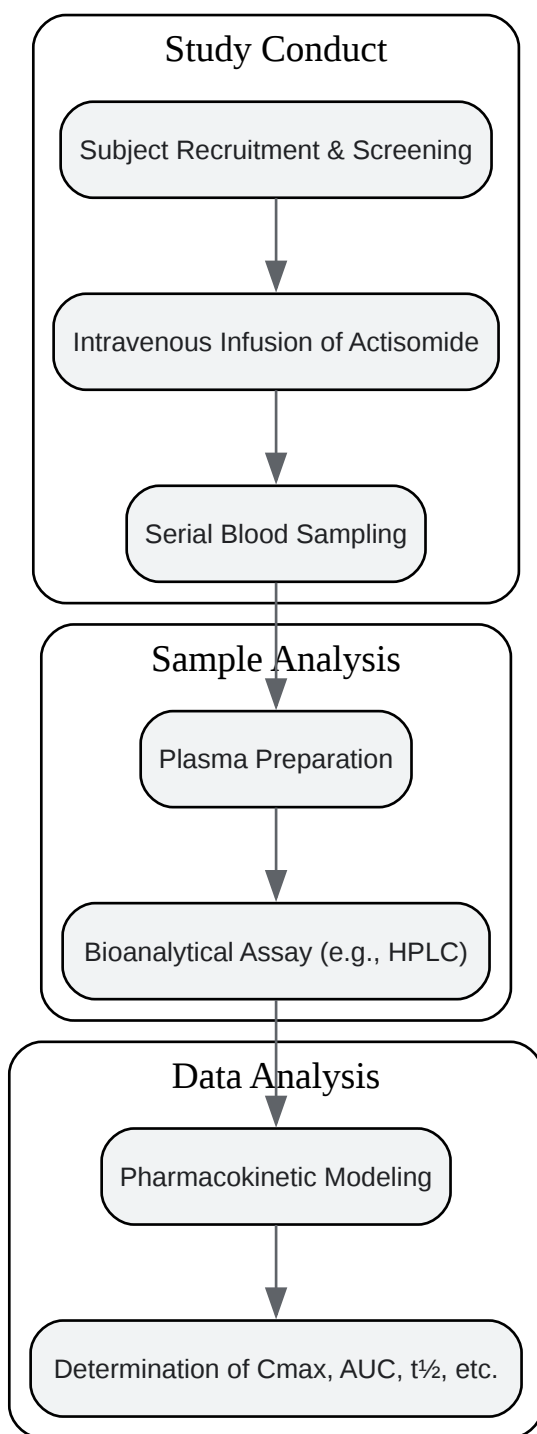 Study Conduct
Subject Recruitment & Screening
Intravenous Infusion of Actisomide
Serial Blood Sampling
Sample Analysis
Plasma Preparation
Bioanalytical Assay (e.g., HPLC)
Data Analysis
Pharmacokinetic Modeling
Determination of Cmax, AUC, t½, etc.